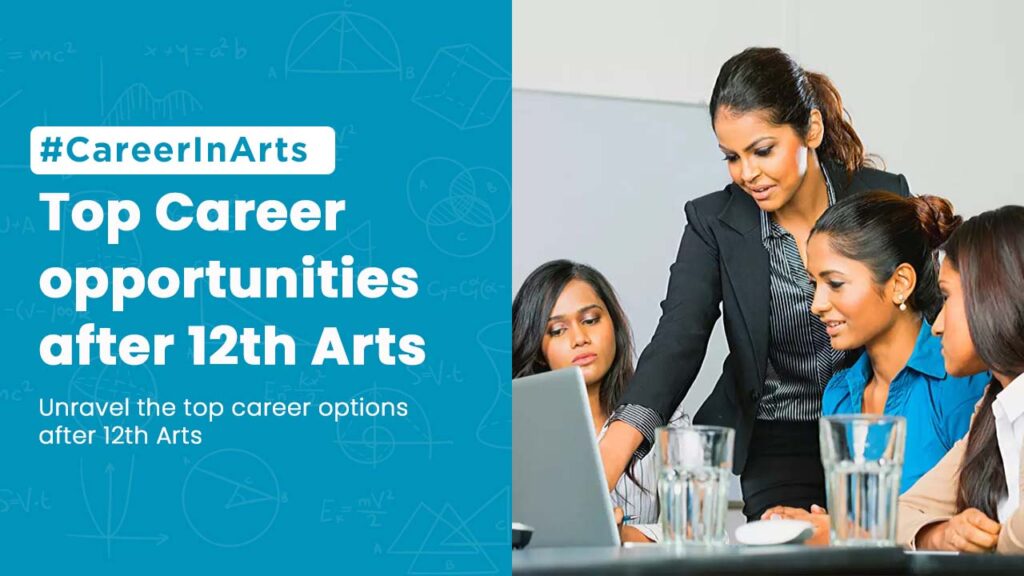 #CareerInArts
Top Career
opportunities
after 12th Arts
Unravel the top career options
after 12th Arts